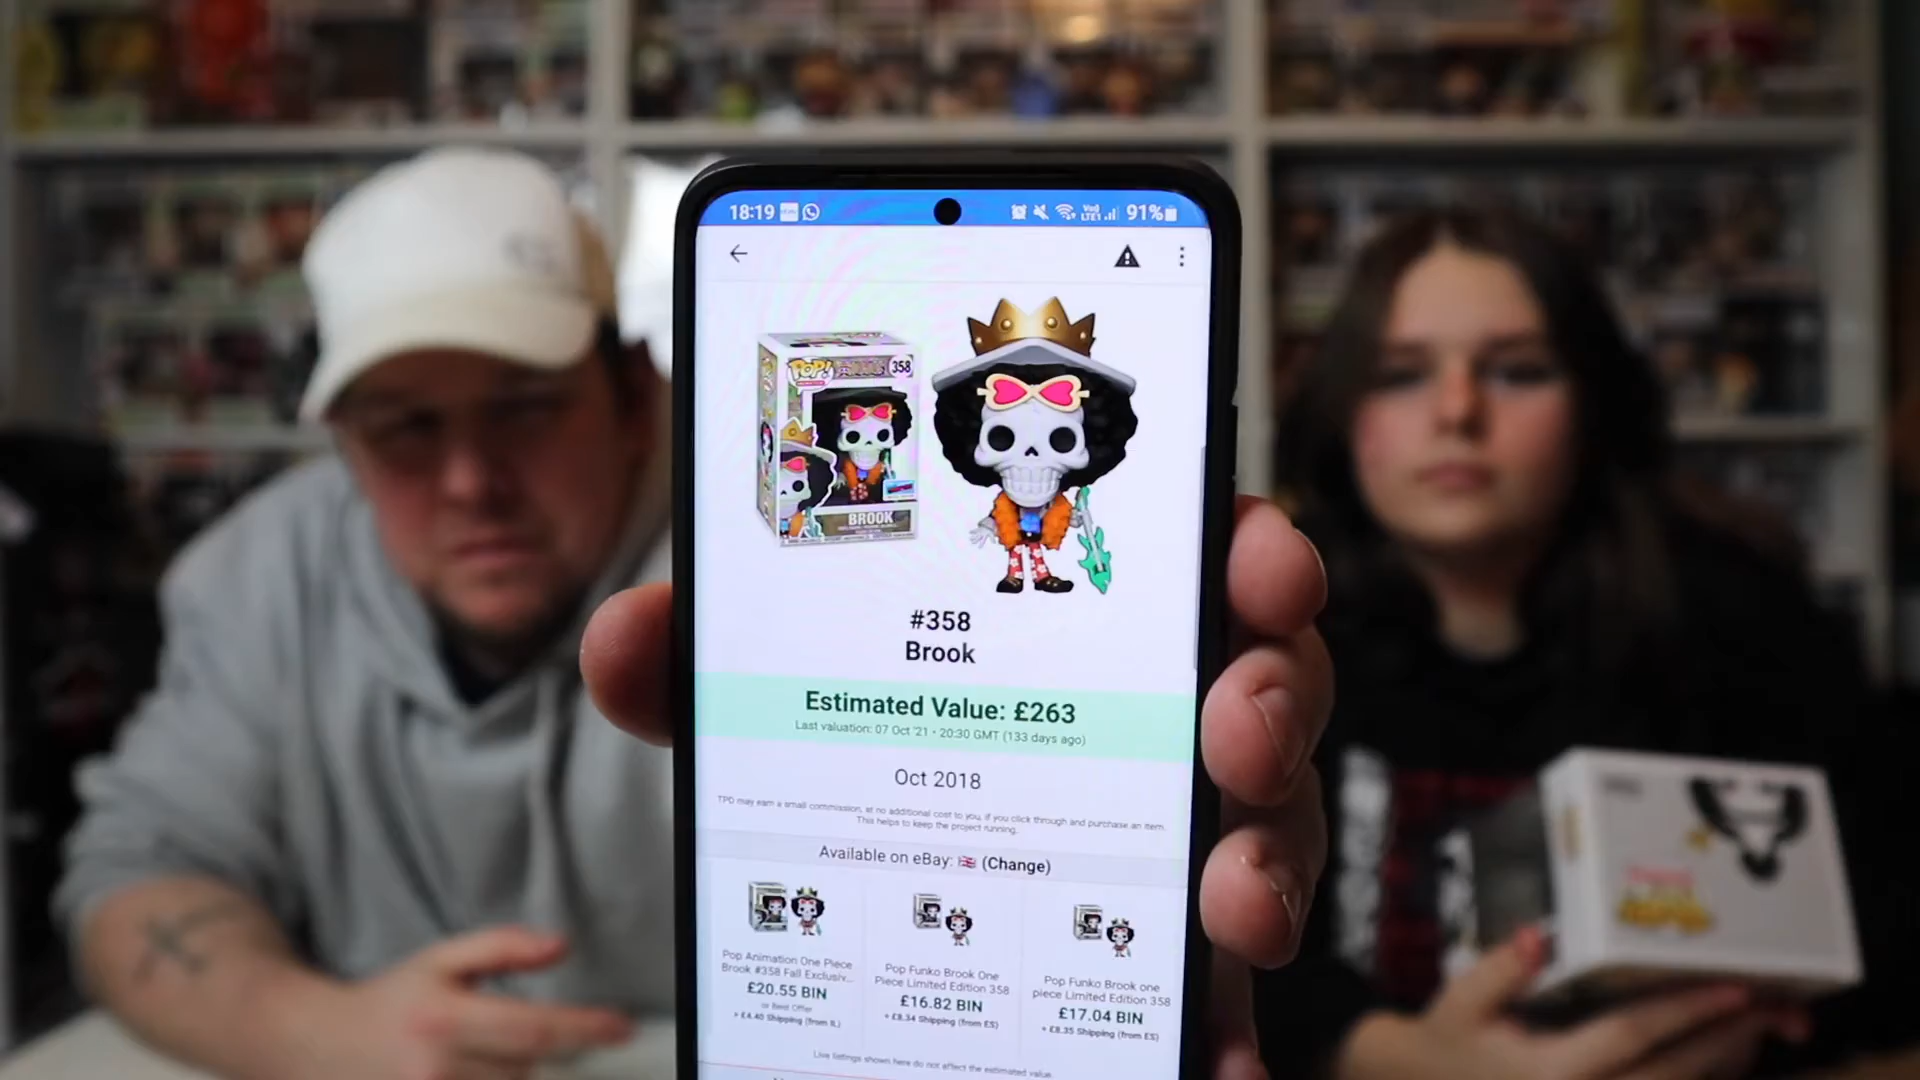 18:19
Vo))
LTE1
91%
POP!
358
BROOK
#358
Brook
Estimated Value: £263
Last valuation: 07 Oct '21 • 20:30 GMT (133 days ago)
Oct 2018
TPD may earn a small commission, at no additional cost to you, if you click through and purchase an item.
This helps to keep the project running.
Available on eBay: (Change)
Pop Animation One Piece
Brook #358 Fall Exclusiv...
£20.55 BIN
or Best Offer
+ £4.40 Shipping (from IL)
Pop Funko Brook One
Piece Limited Edition 358
£16.82 BIN
+ £8.34 Shipping (from ES)
Pop Funko Brook one
piece Limited Edition 358
£17.04 BIN
+ £8.35 Shipping (from ES)
Live listings shown here do not affect the estimated value.